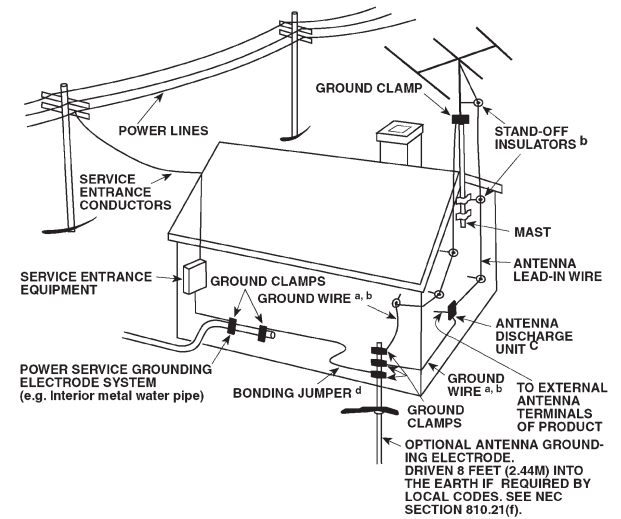 GROUND CLAMP
POWER LINES
STAND-OFF
INSULATORS b
SERVICE
ENTRANCE
CONDUCTORS
MAST
ANTENNA
LEAD-IN WIRE
SERVICE ENTRANCE
EQUIPMENT
GROUND CLAMPS
GROUND WIRE a, b
ANTENNA
DISCHARGE
UNIT C
POWER SERVICE GROUNDING
ELECTRODE SYSTEM
(e.g. Interior metal water pipe)
BONDING JUMPER d
GROUND
WIRE a, b
GROUND
CLAMPS
TO EXTERNAL
ANTENNA
TERMINALS
OF PRODUCT
OPTIONAL ANTENNA GROUND-
ING ELECTRODE.
DRIVEN 8 FEET (2.44M) INTO
THE EARTH IF REQUIRED BY
LOCAL CODES. SEE NEC
SECTION 810.21(f).